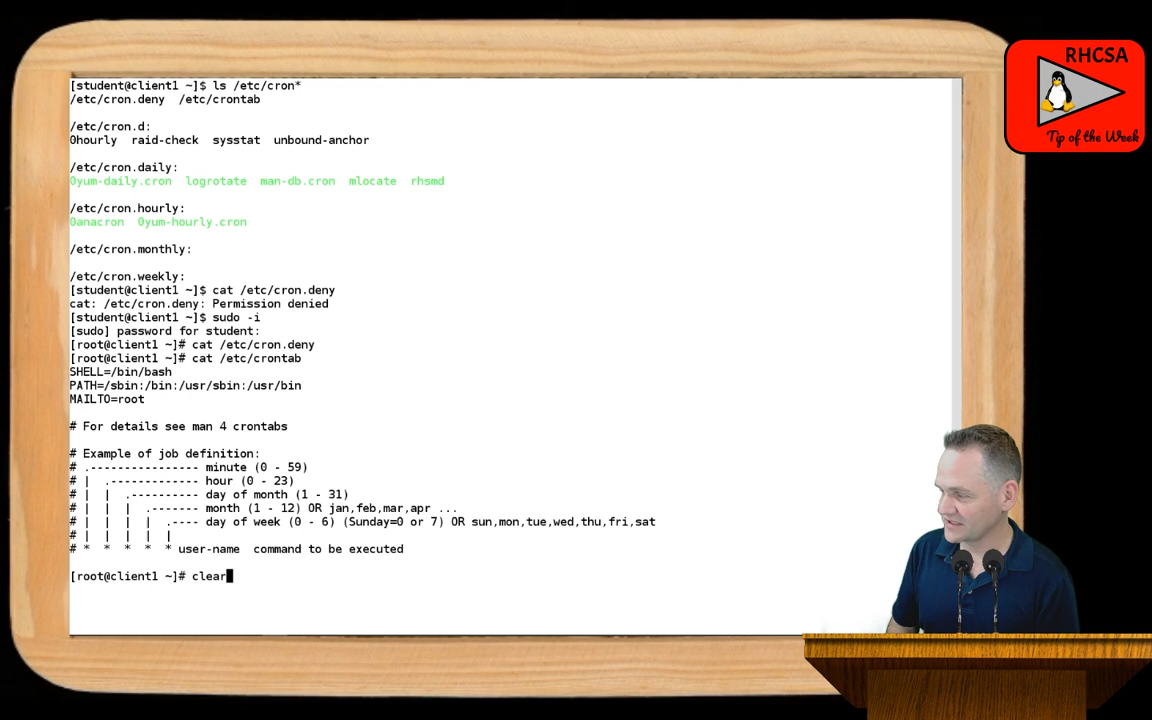 [student@client1 ~]$ ls /etc/cron*
/etc/cron.deny  /etc/crontab

/etc/cron.d:
0hourly  raid-check  sysstat  unbound-anchor

/etc/cron.daily:
0yum-daily.cron  logrotate  man-db.cron  mlocate  rhsmd

/etc/cron.hourly:
0anacron  0yum-hourly.cron

/etc/cron.monthly:

/etc/cron.weekly:
[student@client1 ~]$ cat /etc/cron.deny
cat: /etc/cron.deny: Permission denied
[student@client1 ~]$ sudo -i
[sudo] password for student:
[root@client1 ~]# cat /etc/cron.deny
[root@client1 ~]# cat /etc/crontab
SHELL=/bin/bash
PATH=/sbin:/bin:/usr/sbin:/usr/bin
MAILTO=root

# For details see man 4 crontabs

# Example of job definition:
# .---------------- minute (0 - 59)
# |  .------------- hour (0 - 23)
# |  |  .---------- day of month (1 - 31)
# |  |  |  .------- month (1 - 12) OR jan,feb,mar,apr ...
# |  |  |  |  .---- day of week (0 - 6) (Sunday=0 or 7) OR sun,mon,tue,wed,thu,fri,sat
# |  |  |  |  |
# *  *  *  *  * user-name  command to be executed

[root@client1 ~]# clear
RHCSA
Tip of the Week